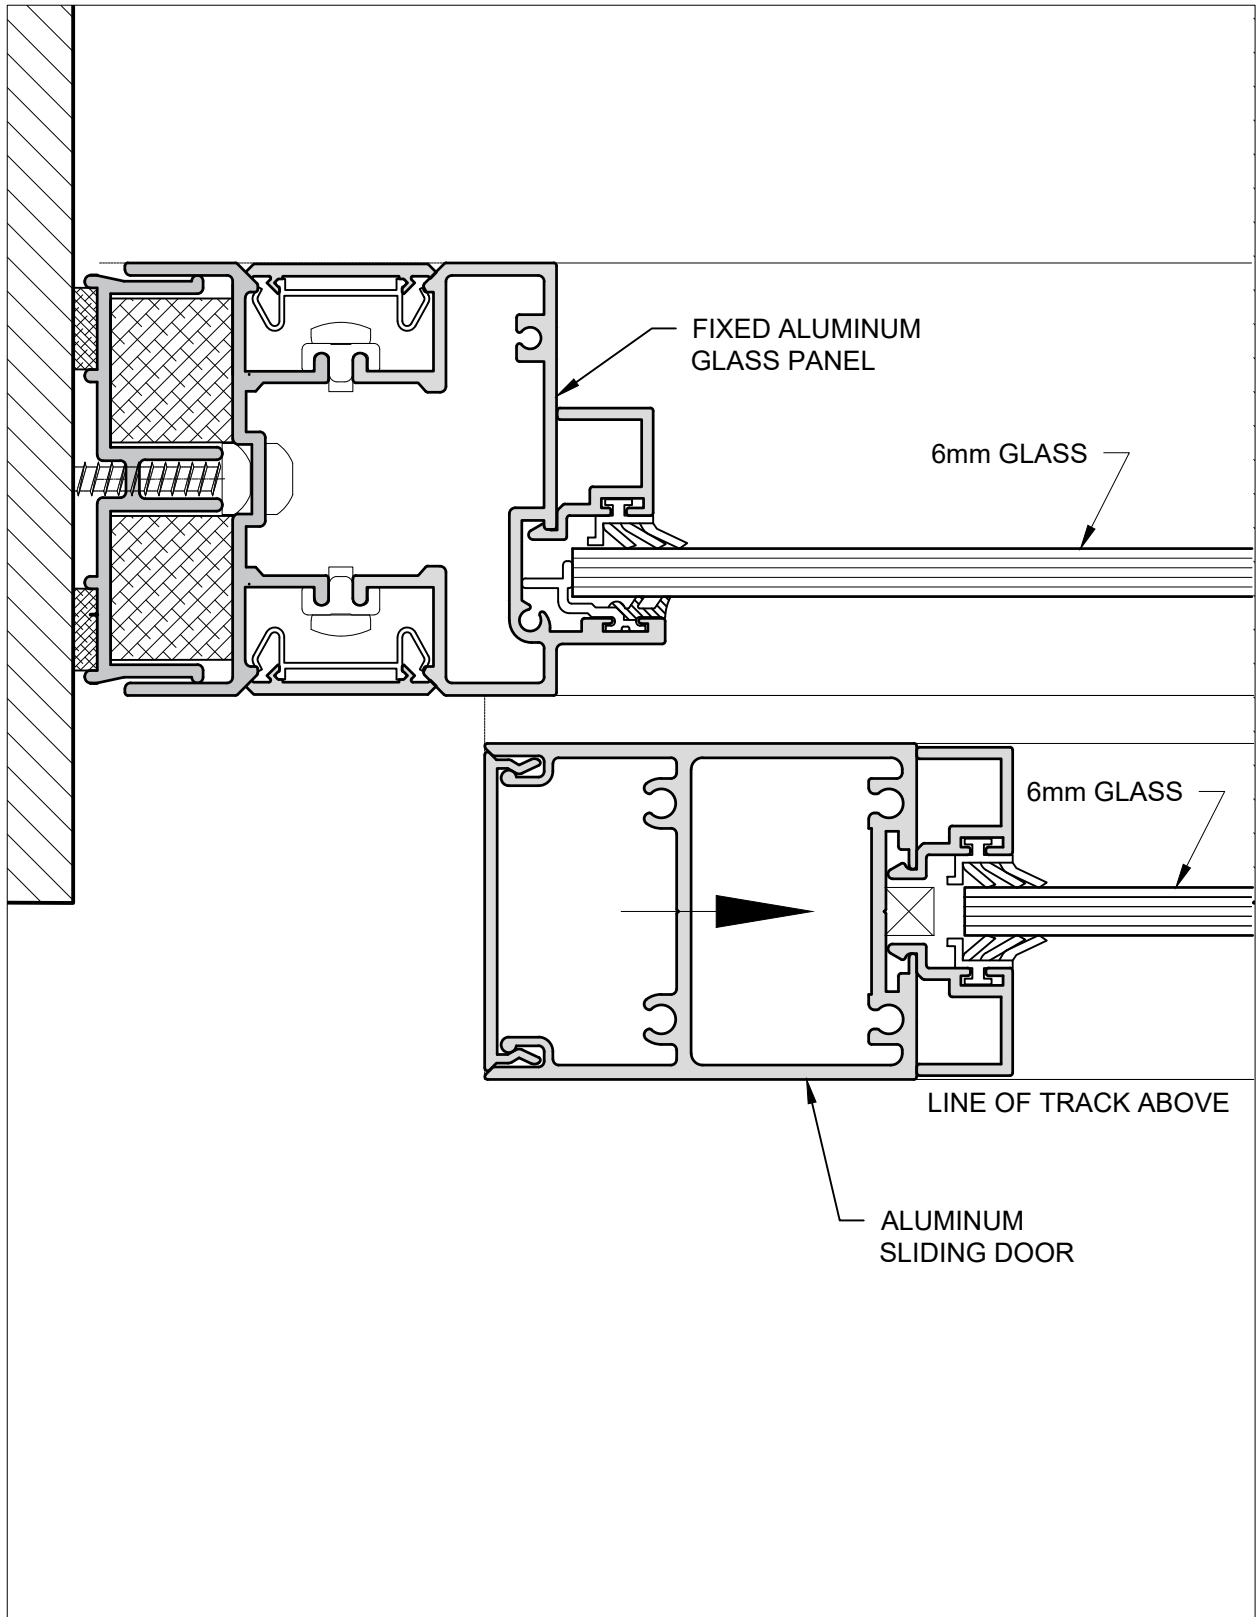 FIXED ALUMINUM
GLASS PANEL
6mm GLASS
6mm GLASS
LINE OF TRACK ABOVE
ALUMINUM
SLIDING DOOR